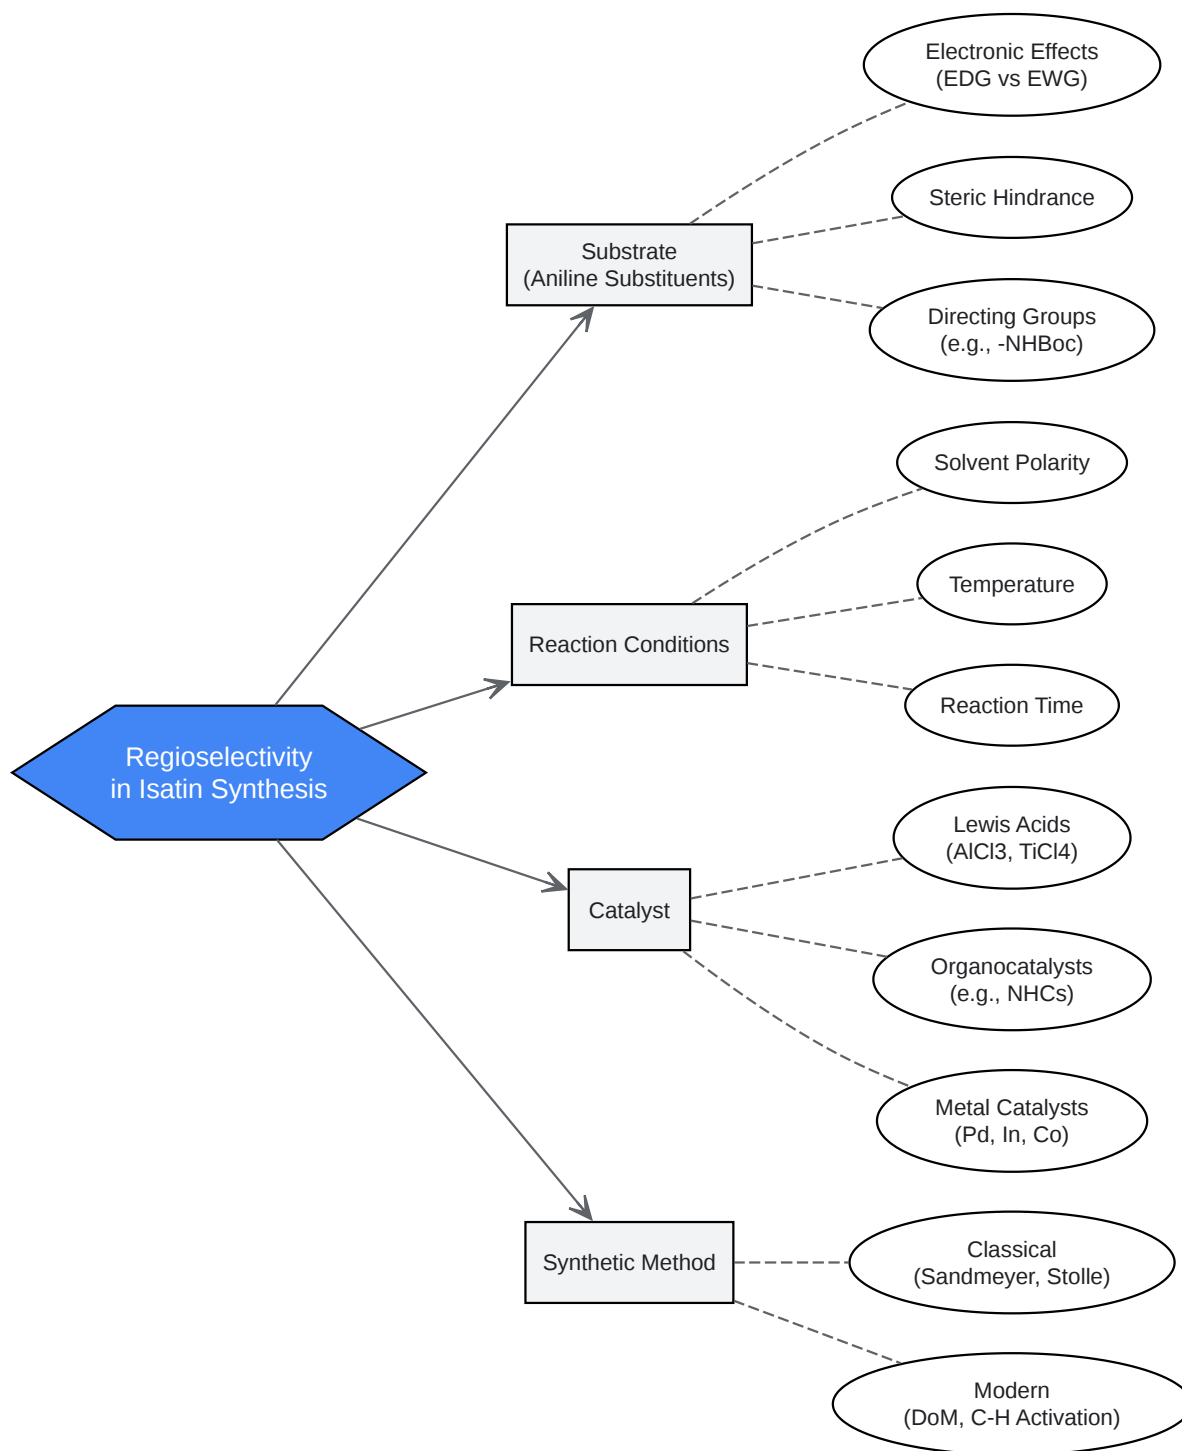 Electronic Effects
(EDG vs EWG)
Steric Hindrance
Substrate
(Aniline Substituents)
Directing Groups
(e.g., -NHBoc)
Solvent Polarity
Temperature
Reaction Conditions
Reaction Time
Regioselectivity
in Isatin Synthesis
Lewis Acids
(AlCl3, TiCl4)
Catalyst
Organocatalysts
(e.g., NHCs)
Metal Catalysts
(Pd, In, Co)
Synthetic Method
Classical
(Sandmeyer, Stolle)
Modern
(DoM, C-H Activation)